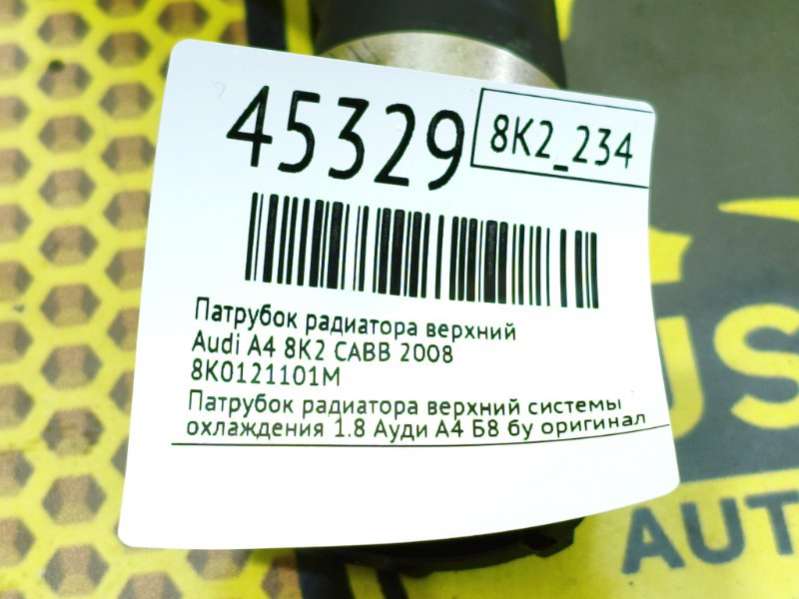 45329
8K2_234
Патрубок радиатора верхний
Audi A4 8K2 CABB 2008
8K0121101M
Патрубок радиатора верхний системы
охлаждения 1.8 Ауди А4 Б8 бу оригинал
US
AUT